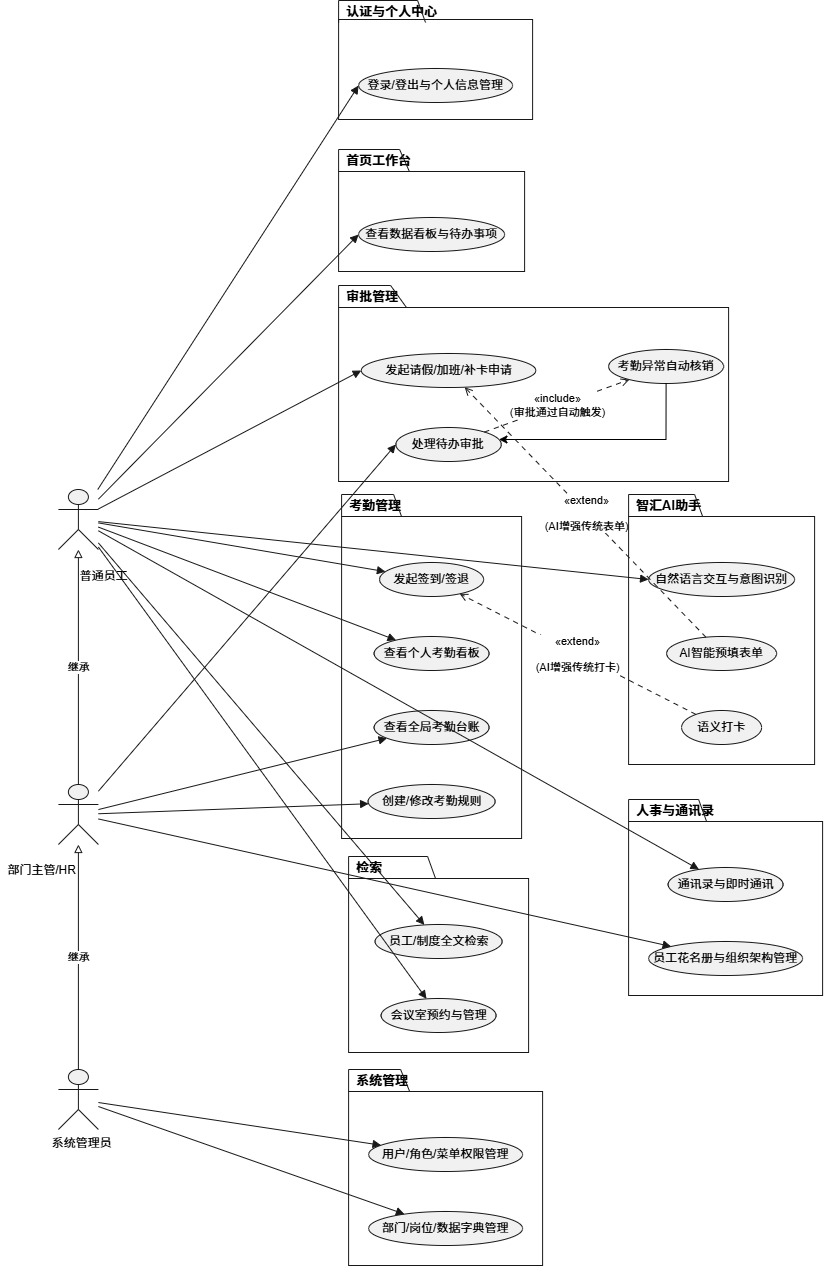 认证与个人中心
登录/登出与个人信息管理
首页工作台
查看数据看板与待办事项
审批管理
发起请假/加班/补卡申请
考勤异常自动核销
«include»
(审批通过自动触发)
处理待办审批
考勤管理
«extend»
(AI增强传统表单)
智汇AI助手
普通员工
发起签到/签退
自然语言交互与意图识别
查看个人考勤看板
«extend»
(AI增强传统打卡)
AI智能预填表单
继承
查看全局考勤台账
语义打卡
创建/修改考勤规则
人事与通讯录
部门主管/HR
检索
通讯录与即时通讯
员工/制度全文检索
员工花名册与组织架构管理
继承
会议室预约与管理
系统管理
系统管理员
用户/角色/菜单权限管理
部门/岗位/数据字典管理